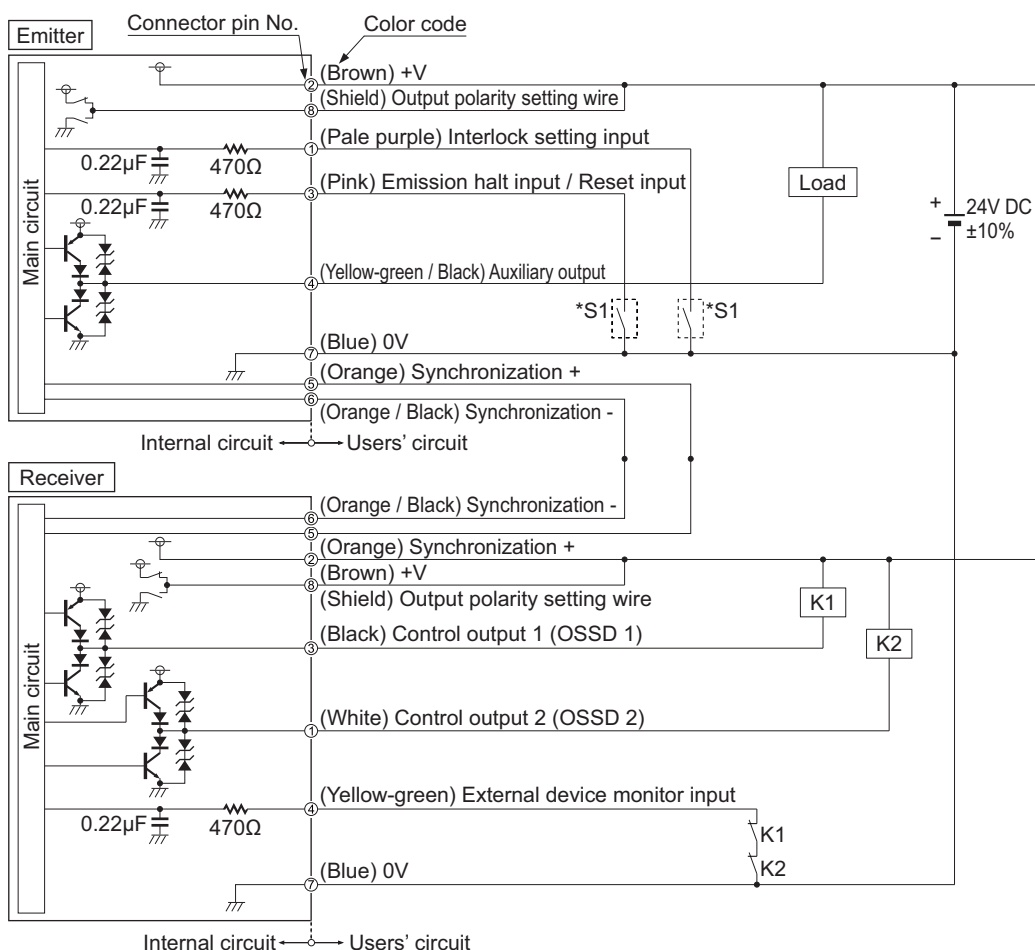 Connector pin No.
Color code
Emitter
Main circuit
② (Brown) +V
⑧ (Shield) Output polarity setting wire
① (Pale purple) Interlock setting input
0.22µF 470Ω
③ (Pink) Emission halt input / Reset input
0.22µF 470Ω
Load
+ 24V DC
− ±10%
④ (Yellow-green / Black) Auxiliary output
*S1 *S1
⑦ (Blue) 0V
⑤ (Orange) Synchronization +
⑥ (Orange / Black) Synchronization -
Internal circuit Users' circuit
Receiver
Main circuit
(Orange / Black) Synchronization -
⑥
⑤
(Orange) Synchronization +
②
(Brown) +V
⑧
(Shield) Output polarity setting wire
K1
K2
③ (Black) Control output 1 (OSSD 1)
① (White) Control output 2 (OSSD 2)
④ (Yellow-green) External device monitor input
0.22µF 470Ω
K1
K2
⑦ (Blue) 0V
Internal circuit Users' circuit